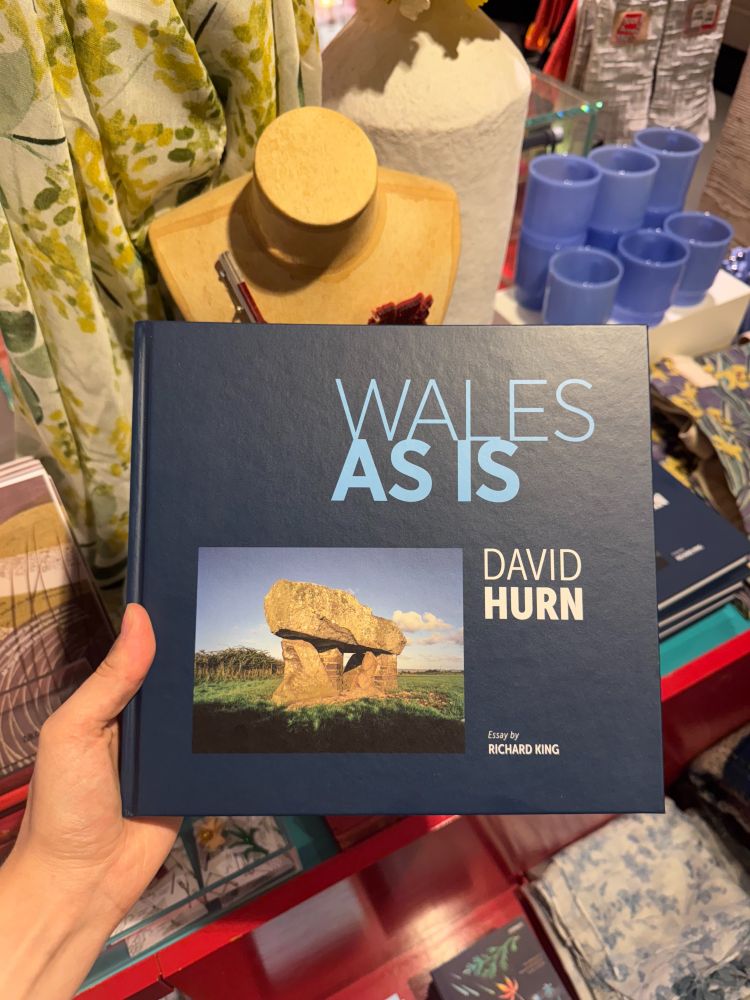 WALES
AS IS
DAVID
HURN
Essay by
RICHARD KING